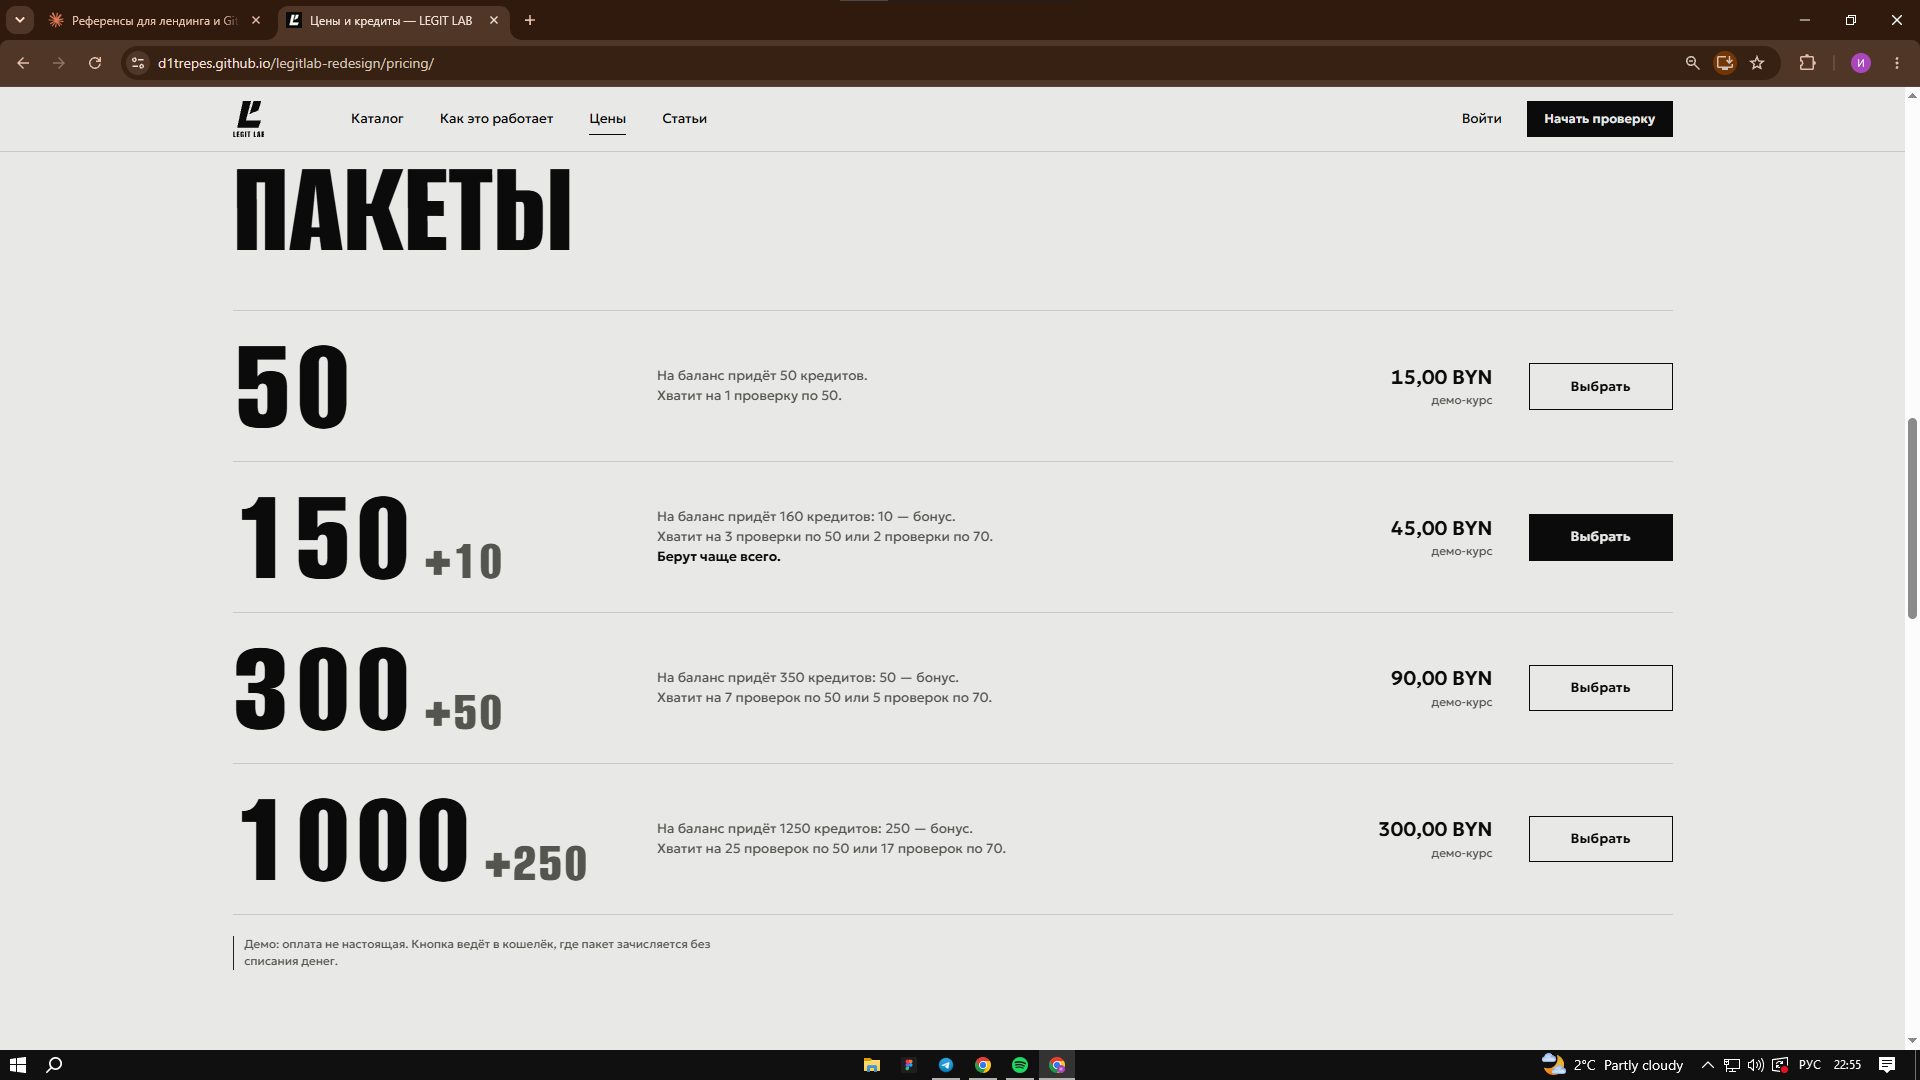 Референсы для лендинга и Git
Цены и кредиты — LEGIT LAB
d1trepes.github.io/legitlab-redesign/pricing/
И
LEGIT LAB
Каталог
Как это работает
Цены
Статьи
Войти
Начать проверку
ПАКЕТЫ
50
На баланс придёт 50 кредитов.
Хватит на 1 проверку по 50.
15,00 BYN
демо-курс
Выбрать
150 +10
На баланс придёт 160 кредитов: 10 — бонус.
Хватит на 3 проверки по 50 или 2 проверки по 70.
Берут чаще всего.
45,00 BYN
демо-курс
Выбрать
300 +50
На баланс придёт 350 кредитов: 50 — бонус.
Хватит на 7 проверок по 50 или 5 проверок по 70.
90,00 BYN
демо-курс
Выбрать
1000 +250
На баланс придёт 1250 кредитов: 250 — бонус.
Хватит на 25 проверок по 50 или 17 проверок по 70.
300,00 BYN
демо-курс
Выбрать
Демо: оплата не настоящая. Кнопка ведёт в кошелёк, где пакет зачисляется без
списания денег.
2°C Partly cloudy
РУС
22:55